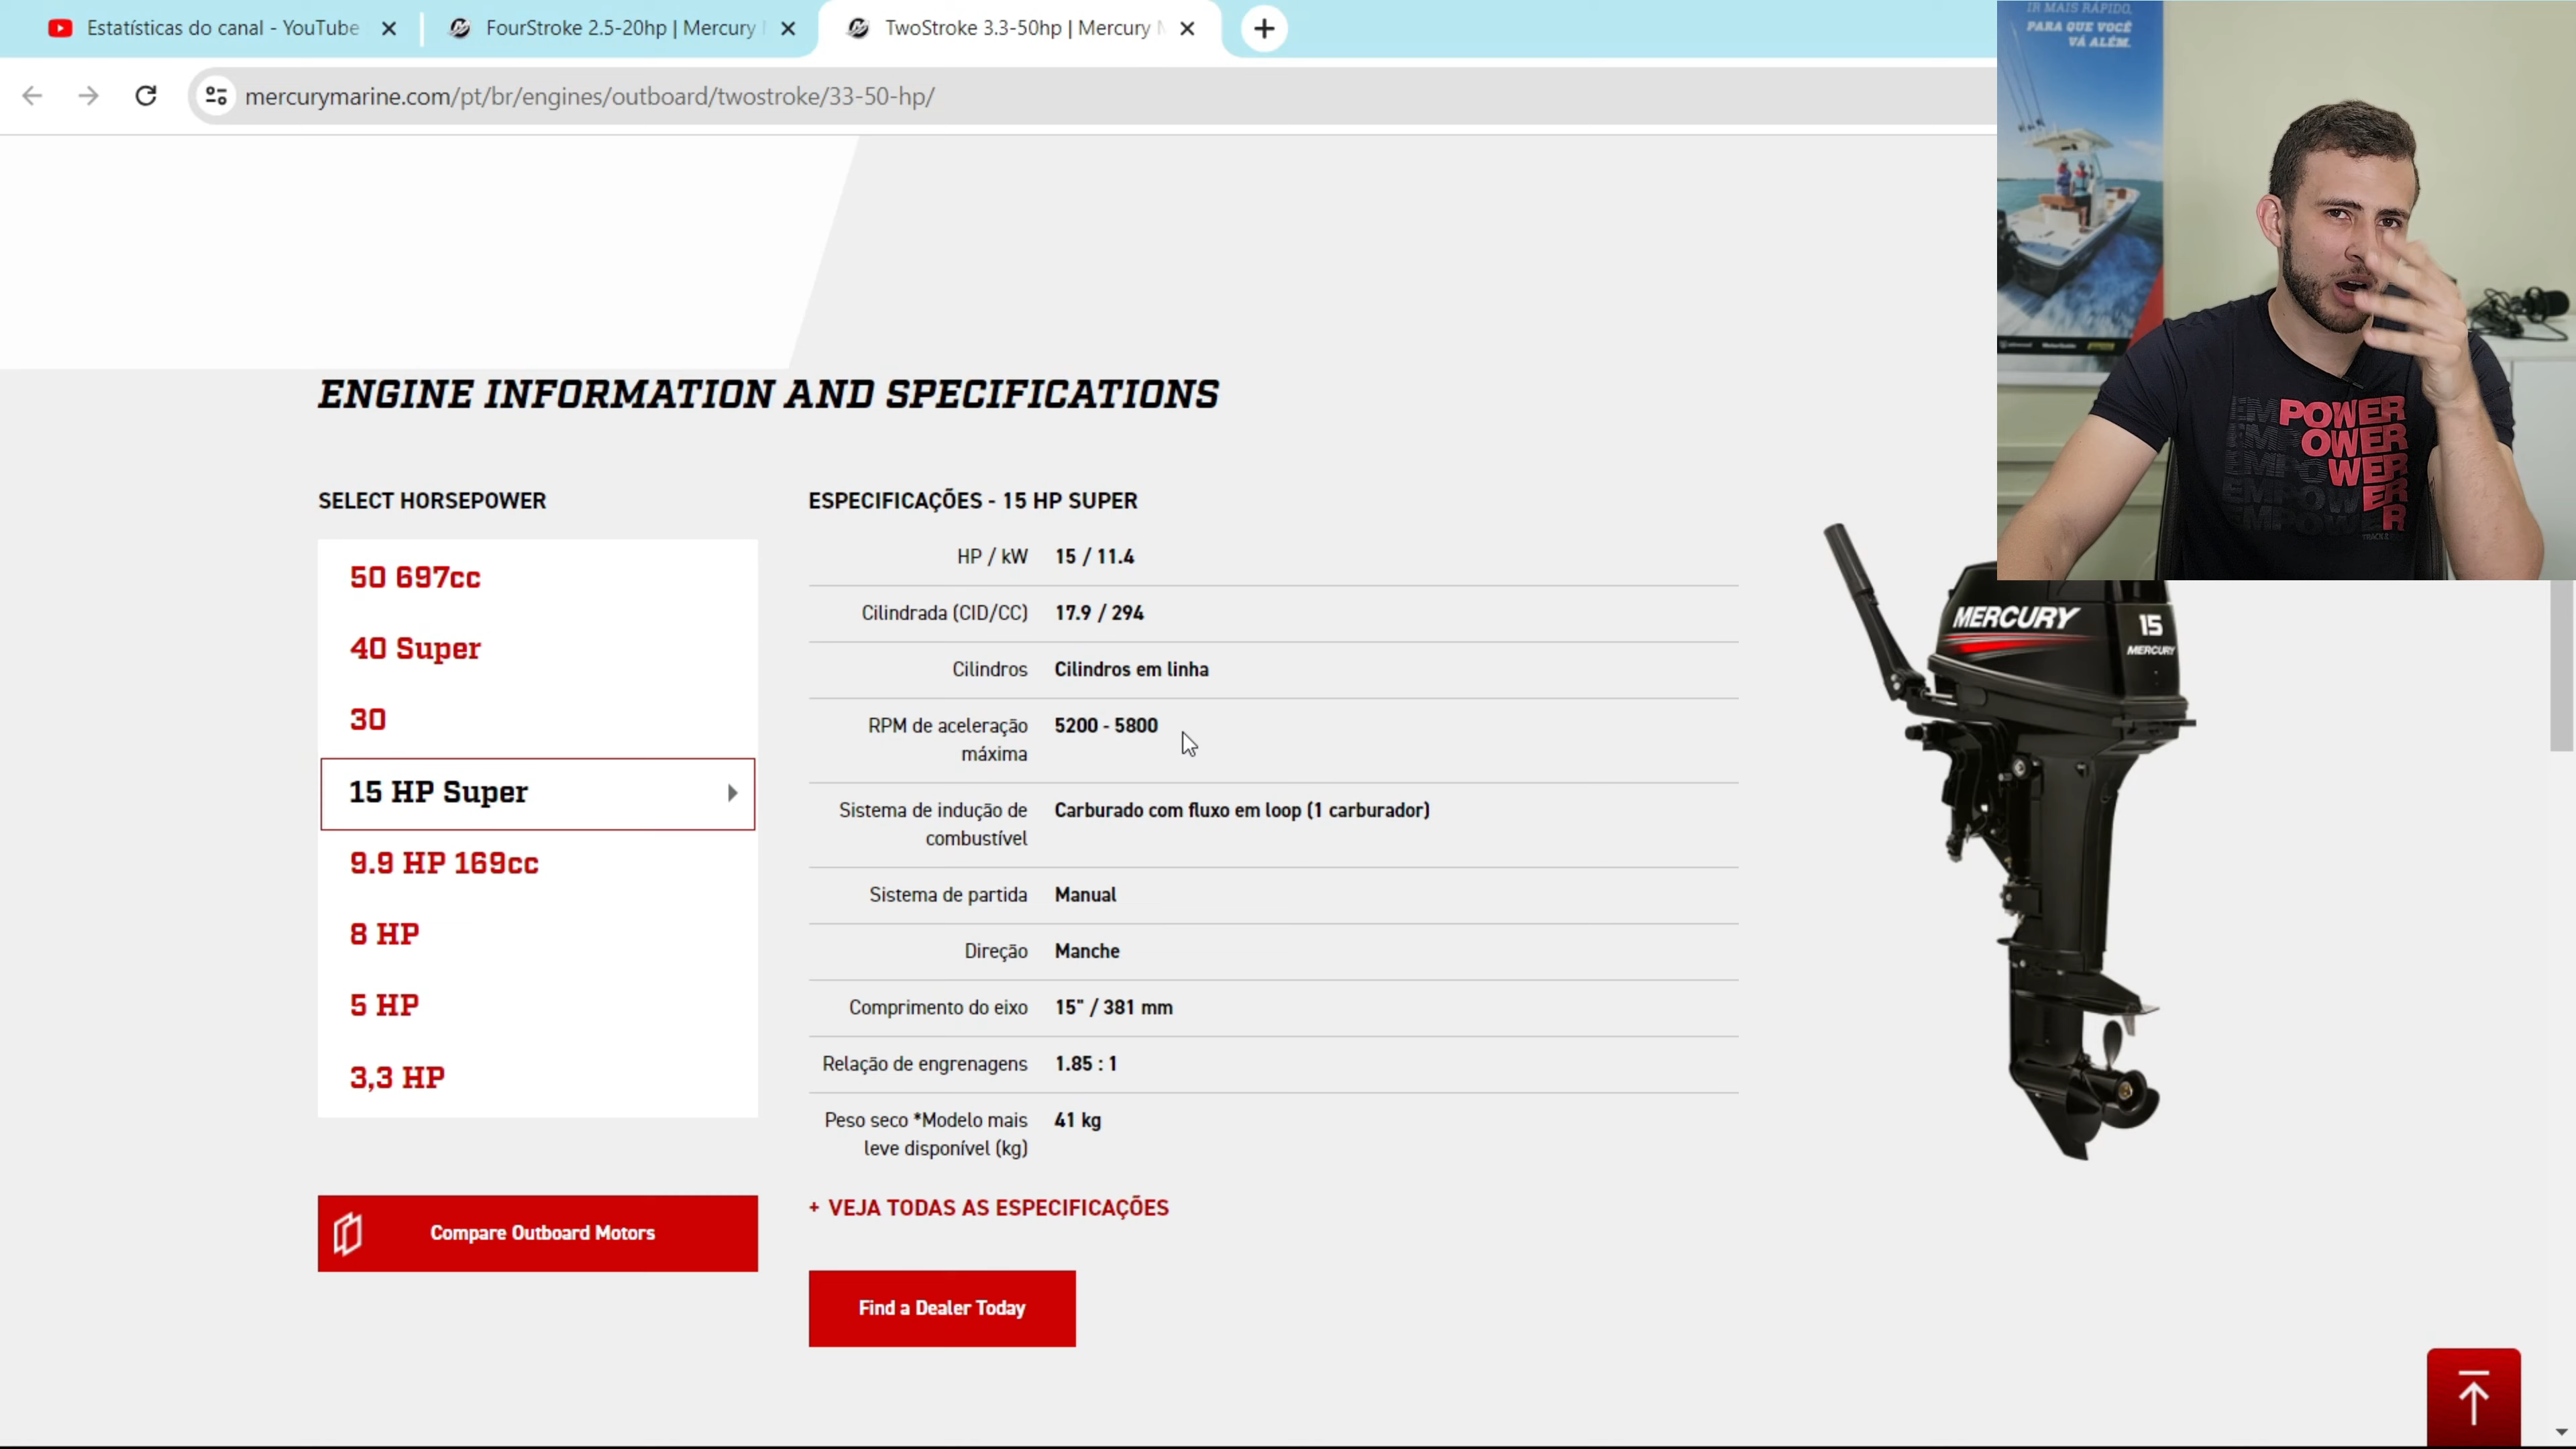 Estatísticas do canal - YouTube
FourStroke 2.5-20hp | Mercury
TwoStroke 3.3-50hp | Mercury
mercurymarine.com/pt/br/engines/outboard/twostroke/33-50-hp/
IR MAIS RÁPIDO,
PARA QUE VOCÊ
VÁ ALÉM.
EMPOWER
EMPOWER
EMPOWER
EMPOWER
EMPOWER
ENGINE INFORMATION AND SPECIFICATIONS
SELECT HORSEPOWER
50 697cc
40 Super
30
15 HP Super
9.9 HP 169cc
8 HP
5 HP
3,3 HP
Compare Outboard Motors
ESPECIFICAÇÕES - 15 HP SUPER
HP / kW 15 / 11.4
Cilindrada (CID/CC) 17.9 / 294
Cilindros Cilindros em linha
RPM de aceleração 5200 - 5800
máxima
Sistema de indução de Carburado com fluxo em loop (1 carburador)
combustível
Sistema de partida Manual
Direção Manche
Comprimento do eixo 15" / 381 mm
Relação de engrenagens 1.85 : 1
Peso seco *Modelo mais 41 kg
leve disponível (kg)
+ VEJA TODAS AS ESPECIFICAÇÕES
Find a Dealer Today
MERCURY
15
MERCURY